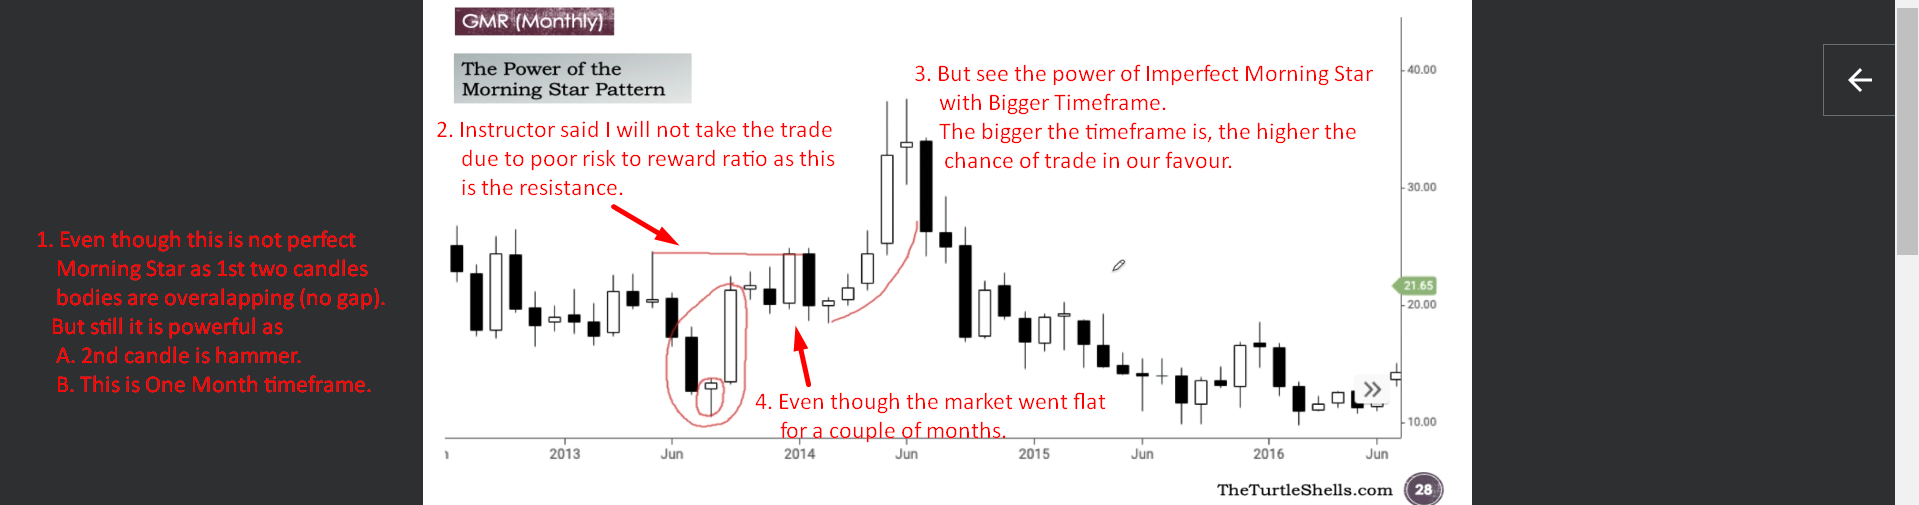 GMR (Monthly)
The Power of the
Morning Star Pattern
2. Instructor said I will not take the trade
due to poor risk to reward ratio as this
is the resistance.
3. But see the power of Imperfect Morning Star
with Bigger Timeframe.
The bigger the timeframe is, the higher the
chance of trade in our favour.
1. Even though this is not perfect
Morning Star as 1st two candles
bodies are overalapping (no gap).
But still it is powerful as
A. 2nd candle is hammer.
B. This is One Month timeframe.
4. Even though the market went flat
for a couple of months.
40.00
30.00
21.65
20.00
10.00
2013 Jun 2014 Jun 2015 Jun 2016 Jun
TheTurtleShells.com 28